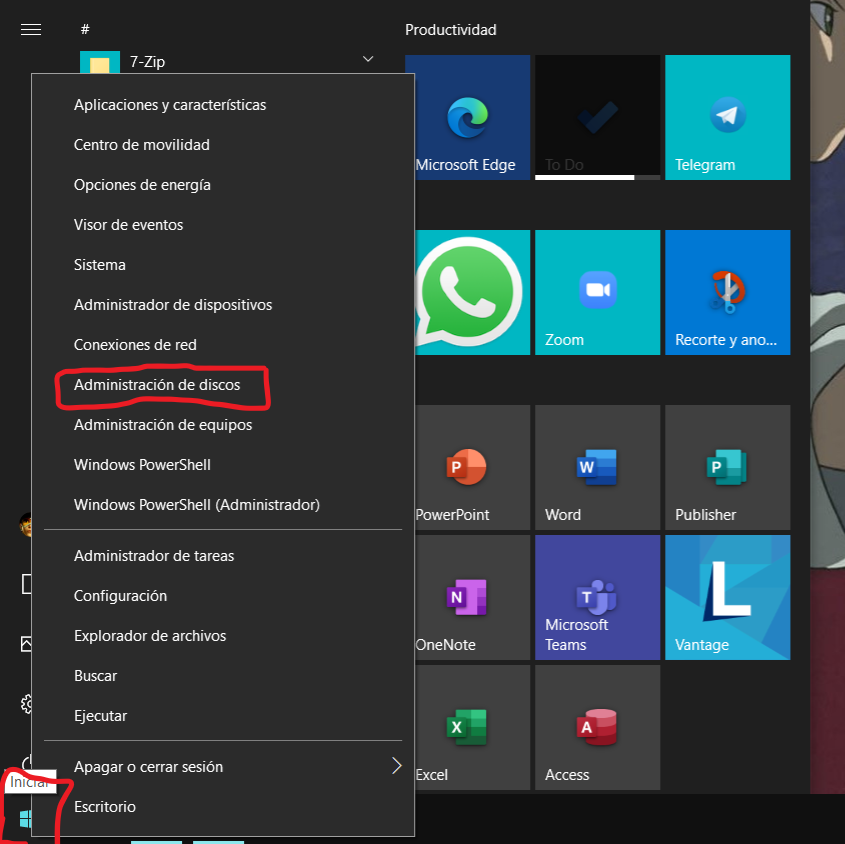 #
7-Zip
Aplicaciones y características
Centro de movilidad
Opciones de energía
Visor de eventos
Sistema
Administrador de dispositivos
Conexiones de red
Administración de discos
Administración de equipos
Windows PowerShell
Windows PowerShell (Administrador)
Administrador de tareas
Configuración
Explorador de archivos
Buscar
Ejecutar
Apagar o cerrar sesión
Escritorio
Iniciar
Productividad
Microsoft Edge
To Do
Telegram
Zoom
Recorte y ano...
P
PowerPoint
W
Word
P
Publisher
N
OneNote
T
Microsoft
Teams
L
Vantage
X
Excel
A
Access